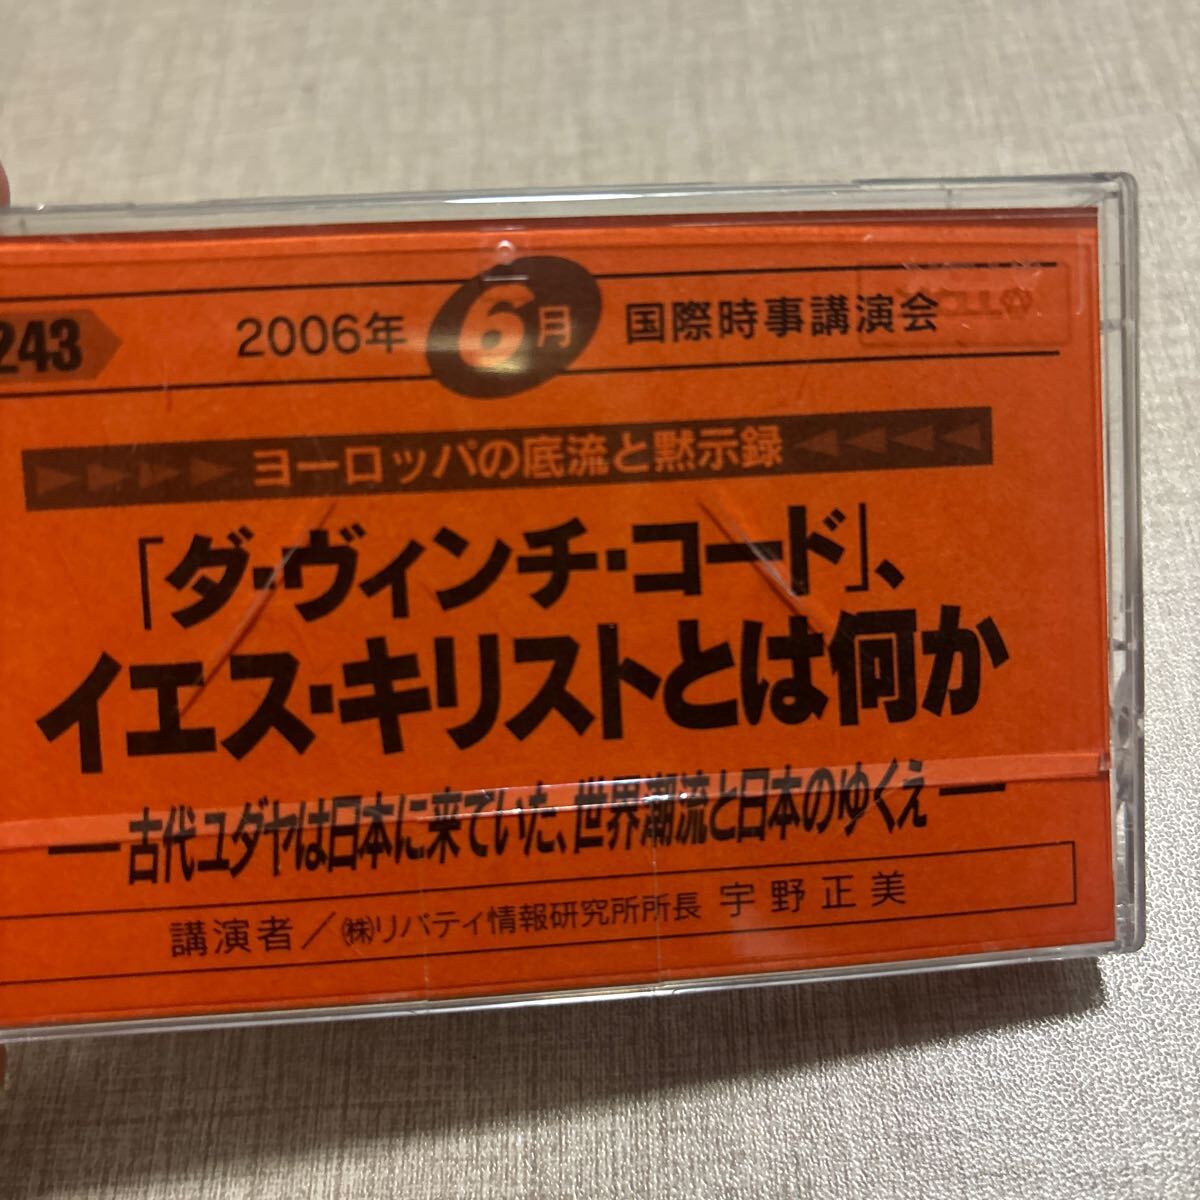 243
2006年 6月 国際時事講演会
ヨーロッパの底流と黙示録
「ダ・ヴィンチ・コード」、
イエス・キリストとは何か
―古代ユダヤは日本に来ていた、世界潮流と日本のゆくえ―
講演者／㈱リバティ情報研究所所長 宇野正美